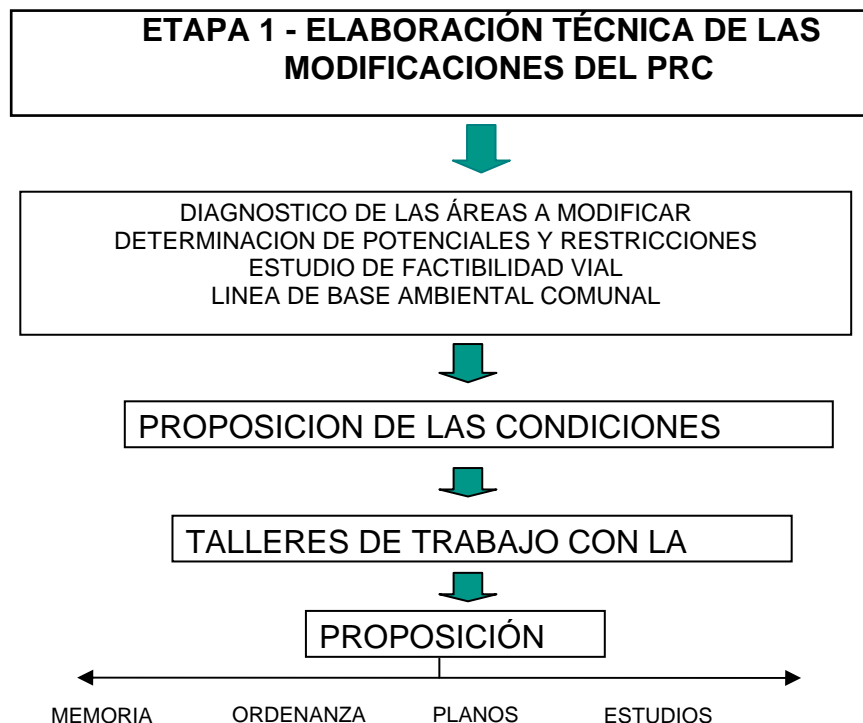 ETAPA 1 - ELABORACIÓN TÉCNICA DE LAS
MODIFICACIONES DEL PRC
DIAGNOSTICO DE LAS ÁREAS A MODIFICAR
DETERMINACION DE POTENCIALES Y RESTRICCIONES
ESTUDIO DE FACTIBILIDAD VIAL
LINEA DE BASE AMBIENTAL COMUNAL
PROPOSICION DE LAS CONDICIONES
TALLERES DE TRABAJO CON LA
PROPOSICIÓN
MEMORIA ORDENANZA PLANOS ESTUDIOS